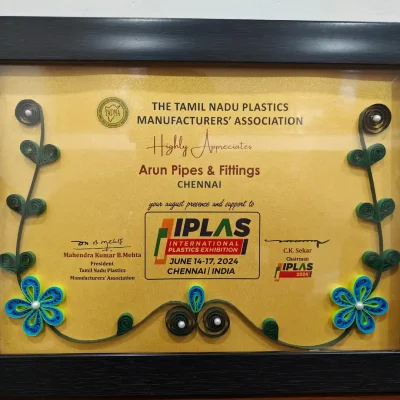 THE TAMIL NADU PLASTICS
MANUFACTURERS' ASSOCIATION
Highly Appreciates
Arun Pipes & Fittings
CHENNAI
your august presence and support to
IPLAS
INTERNATIONAL
PLASTICS EXHIBITION
JUNE 14-17, 2024
CHENNAI | INDIA
Mahendra Kumar B.Mehta
President
Tamil Nadu Plastics
Manufacturers' Association
C.K. Sekar
Chairman
IPLAS
2024